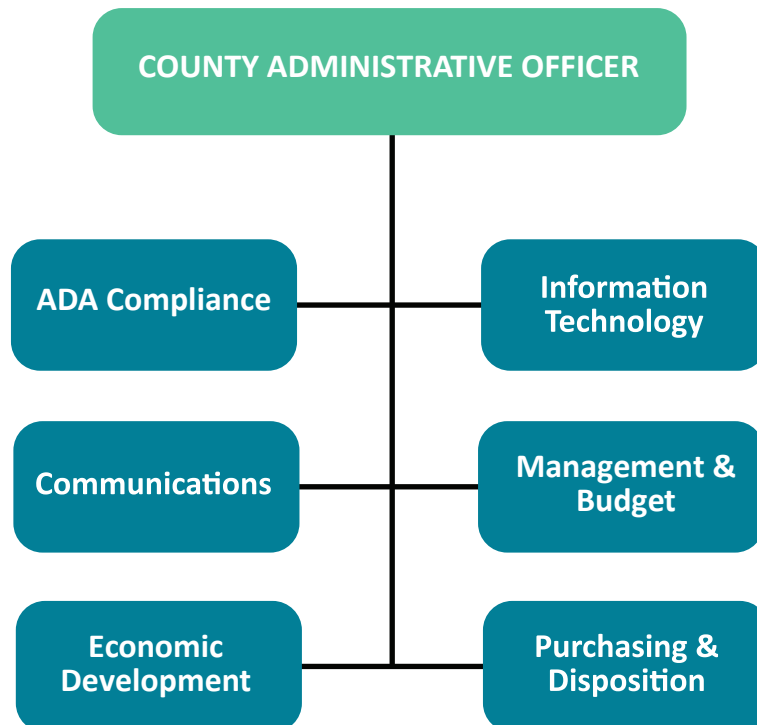 COUNTY ADMINISTRATIVE OFFICER
ADA Compliance
Information
Technology
Communications
Management &
Budget
Economic
Development
Purchasing &
Disposition